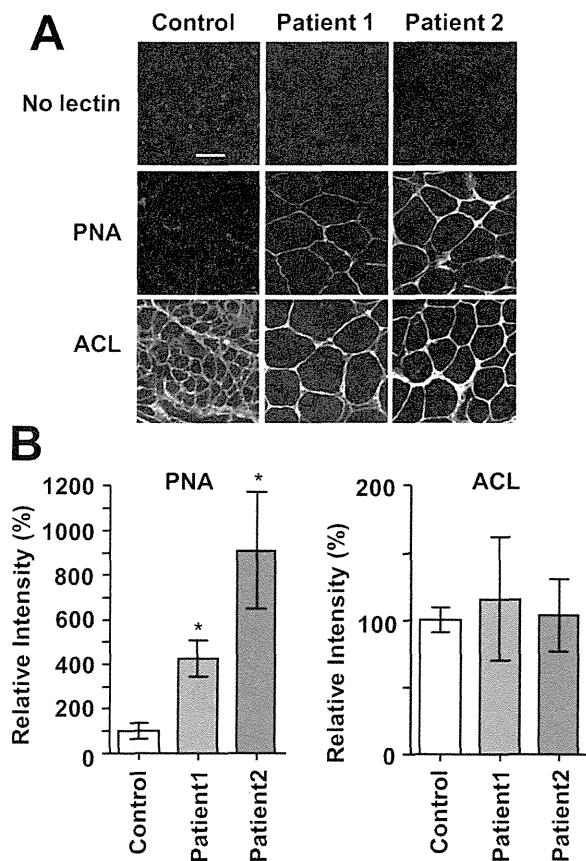 A
Control Patient 1 Patient 2
No lectin
PNA
ACL
B
PNA
Relative Intensity (%)
1200
1000
800
600
400
200
0
*
*
Control
Patient1
Patient2
ACL
Relative Intensity (%)
200
100
0
Control
Patient1
Patient2